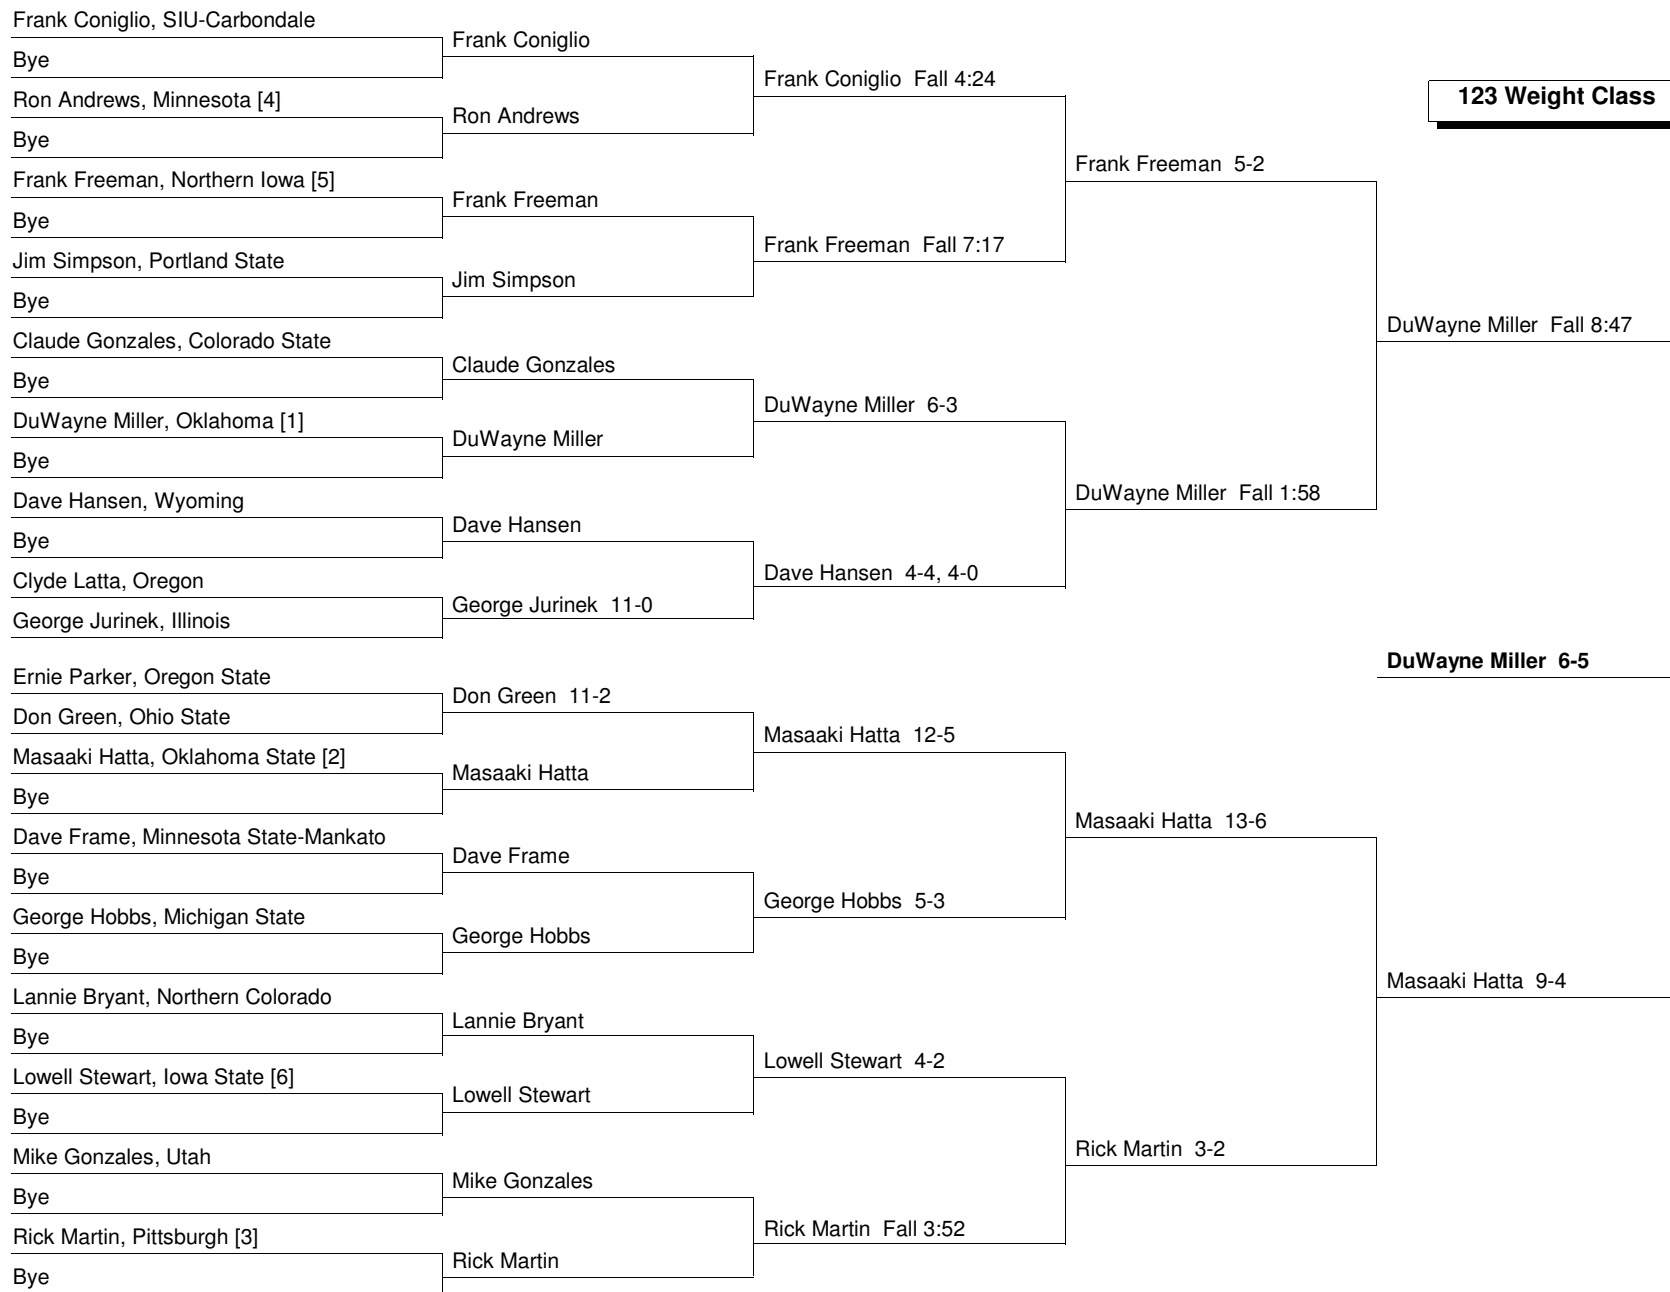 Frank Coniglio, SIU-Carbondale
Bye
Ron Andrews, Minnesota [4]
Bye
Frank Freeman, Northern Iowa [5]
Bye
Jim Simpson, Portland State
Bye
Claude Gonzales, Colorado State
Bye
DuWayne Miller, Oklahoma [1]
Bye
Dave Hansen, Wyoming
Bye
Clyde Latta, Oregon
George Jurinek, Illinois
Ernie Parker, Oregon State
Don Green, Ohio State
Masaaki Hatta, Oklahoma State [2]
Bye
Dave Frame, Minnesota State-Mankato
Bye
George Hobbs, Michigan State
Bye
Lannie Bryant, Northern Colorado
Bye
Lowell Stewart, Iowa State [6]
Bye
Mike Gonzales, Utah
Bye
Rick Martin, Pittsburgh [3]
Bye
Frank Coniglio
Ron Andrews
Frank Freeman
Jim Simpson
Claude Gonzales
DuWayne Miller
Dave Hansen
George Jurinek 11-0
Don Green 11-2
Masaaki Hatta
Dave Frame
George Hobbs
Lannie Bryant
Lowell Stewart
Mike Gonzales
Rick Martin
Frank Coniglio Fall 4:24
Frank Freeman Fall 7:17
DuWayne Miller 6-3
Dave Hansen 4-4, 4-0
Masaaki Hatta 12-5
George Hobbs 5-3
Lowell Stewart 4-2
Rick Martin Fall 3:52
Frank Freeman 5-2
DuWayne Miller Fall 1:58
Masaaki Hatta 13-6
Rick Martin 3-2
123 Weight Class
DuWayne Miller Fall 8:47
DuWayne Miller 6-5
Masaaki Hatta 9-4